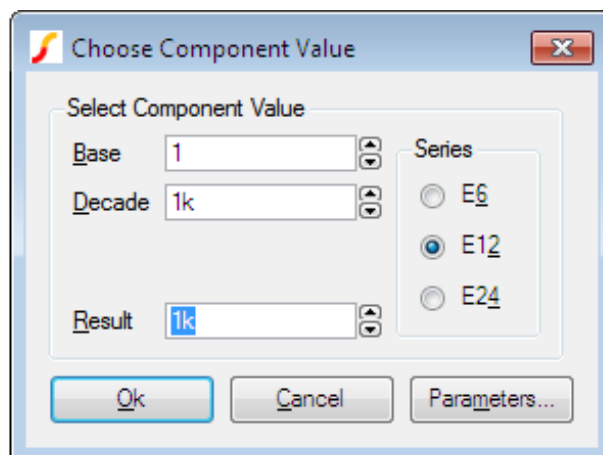 Choose Component Value
Select Component Value
Base 1
Decade 1k
Result 1k
Series
E6
E12
E24
Ok Cancel Parameters...